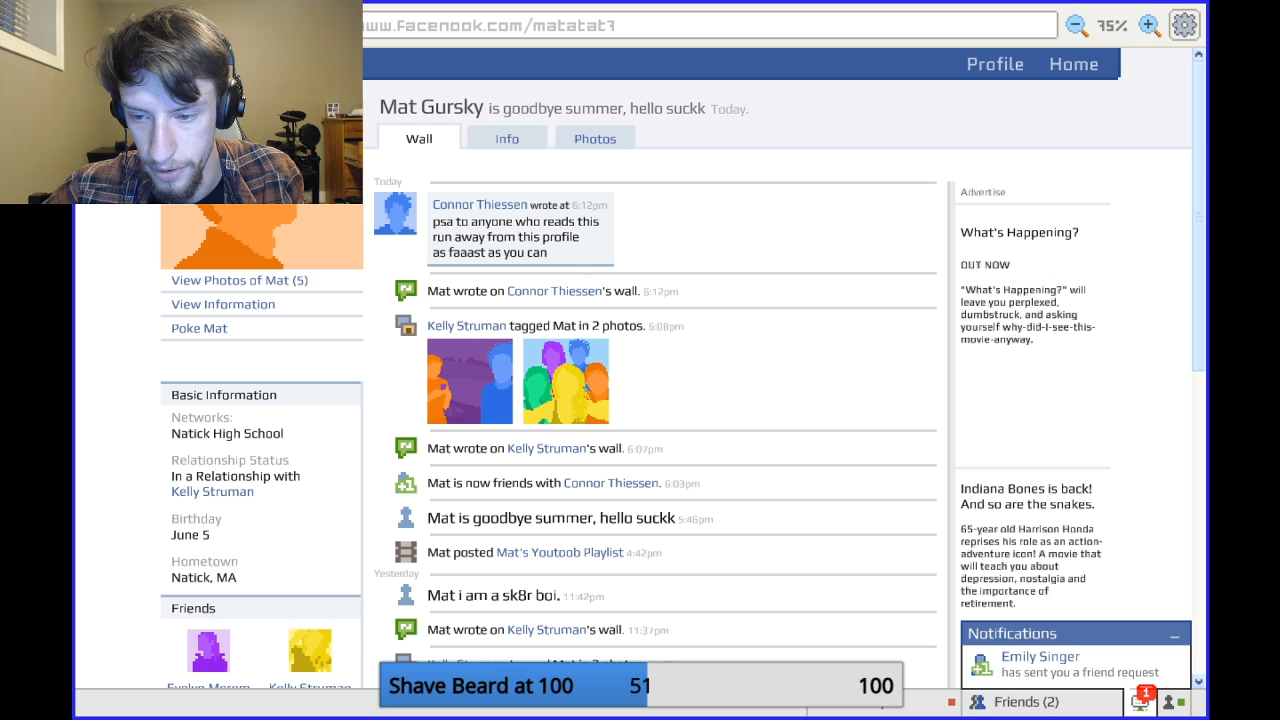 ww.facenook.com/matatat7
75%
Profile Home
Mat Gursky is goodbye summer, hello suckk Today.
Wall Info Photos
Today
Connor Thiessen wrote at 6:12pm
psa to anyone who reads this
run away from this profile
as faaast as you can
Mat wrote on Connor Thiessen's wall. 6:12pm
Kelly Struman tagged Mat in 2 photos. 6:08pm
Mat wrote on Kelly Struman's wall. 6:07pm
Mat is now friends with Connor Thiessen. 6:03pm
Mat is goodbye summer, hello suckk 5:46pm
Mat posted Mat's Youtoob Playlist 4:42pm
Yesterday
Mat i am a sk8r boi. 11:42pm
Mat wrote on Kelly Struman's wall. 11:37pm
View Photos of Mat (5)
View Information
Poke Mat
Basic Information
Networks:
Natick High School
Relationship Status
In a Relationship with
Kelly Struman
Birthday
June 5
Hometown
Natick, MA
Friends
Kelly Struman
Advertise
What's Happening?
OUT NOW
"What's Happening?" will
leave you perplexed,
dumbstruck, and asking
yourself why-did-I-see-this-
movie-anyway.
Indiana Bones is back!
And so are the snakes.
65-year old Harrison Honda
reprises his role as an action-
adventure icon! A movie that
will teach you about
depression, nostalgia and
the importance of
retirement.
Notifications
Emily Singer
has sent you a friend request
Friends (2)
1
Shave Beard at 100 51 100